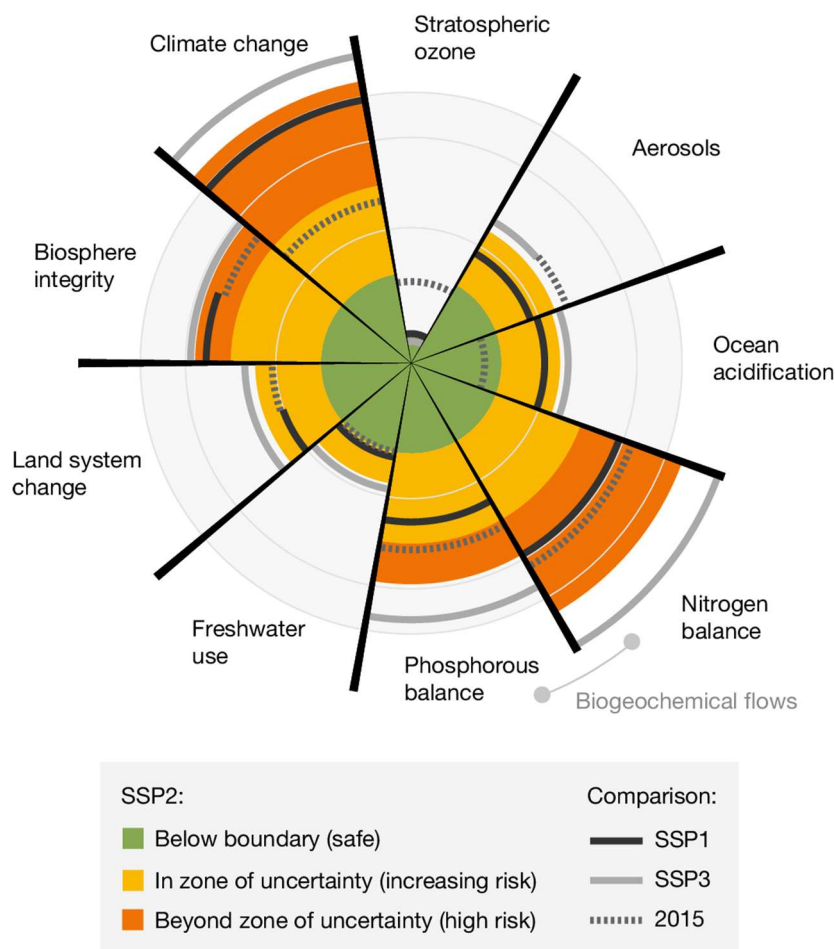 Climate change
Stratospheric
ozone
Aerosols
Biosphere
integrity
Ocean
acidification
Land system
change
Nitrogen
balance
Freshwater
use
Phosphorous
balance
Biogeochemical flows
SSP2:
Below boundary (safe)
In zone of uncertainty (increasing risk)
Beyond zone of uncertainty (high risk)
Comparison:
SSP1
SSP3
2015